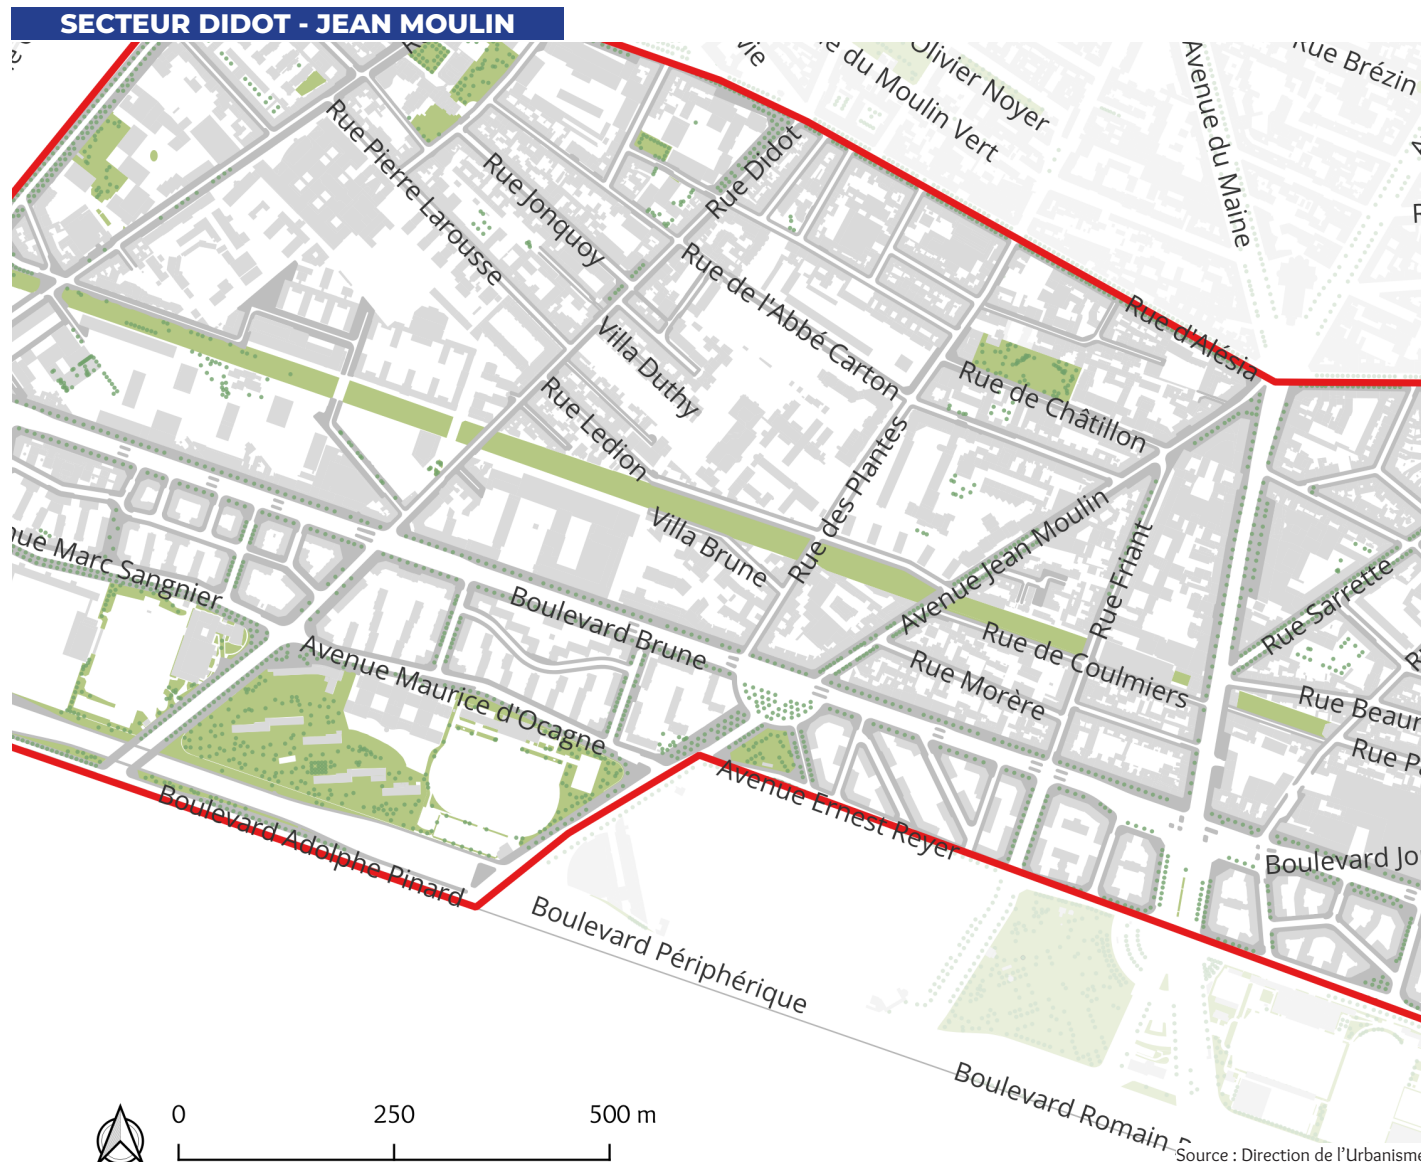 SECTEUR DIDOT - JEAN MOULIN
Olivier Noyer
du Moulin Vert
Avenue du Maine
Rue Brézin
Rue Pierre Larousse
Rue Jonquoy
Rue Didot
Rue de l'Abbé Carton
Rue d'Alésia
Villa Duthy
Rue de Châtillon
Rue Ledion
Rue des Plantes
Villa Brune
Avenue Jean Moulin
Rue Friant
Rue Sarrette
Marc Sangnier
Boulevard Brune
Rue de Coulmiers
Avenue Maurice d'Ocagne
Rue Morère
Rue
Rue
Avenue Ernest Reyer
Boulevard Adolphe Pinard
Boulevard
Boulevard Périphérique
Boulevard Romain
0 250 500 m
Source : Direction de l'Urbanisme